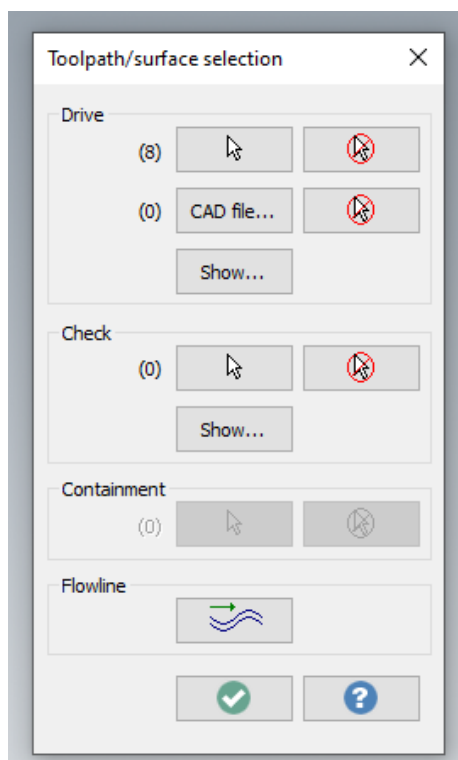 Toolpath/surface selection
Drive
(8)
(0) CAD file...
Show...
Check
(0)
Show...
Containment
(0)
Flowline